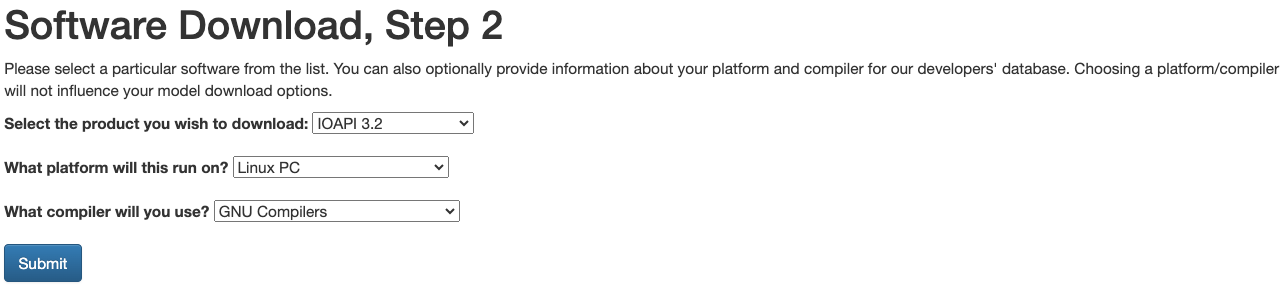 Software Download, Step 2
Please select a particular software from the list. You can also optionally provide information about your platform and compiler for our developers' database. Choosing a platform/compiler
will not influence your model download options.
Select the product you wish to download: IOAPI 3.2
What platform will this run on? Linux PC
What compiler will you use? GNU Compilers
Submit